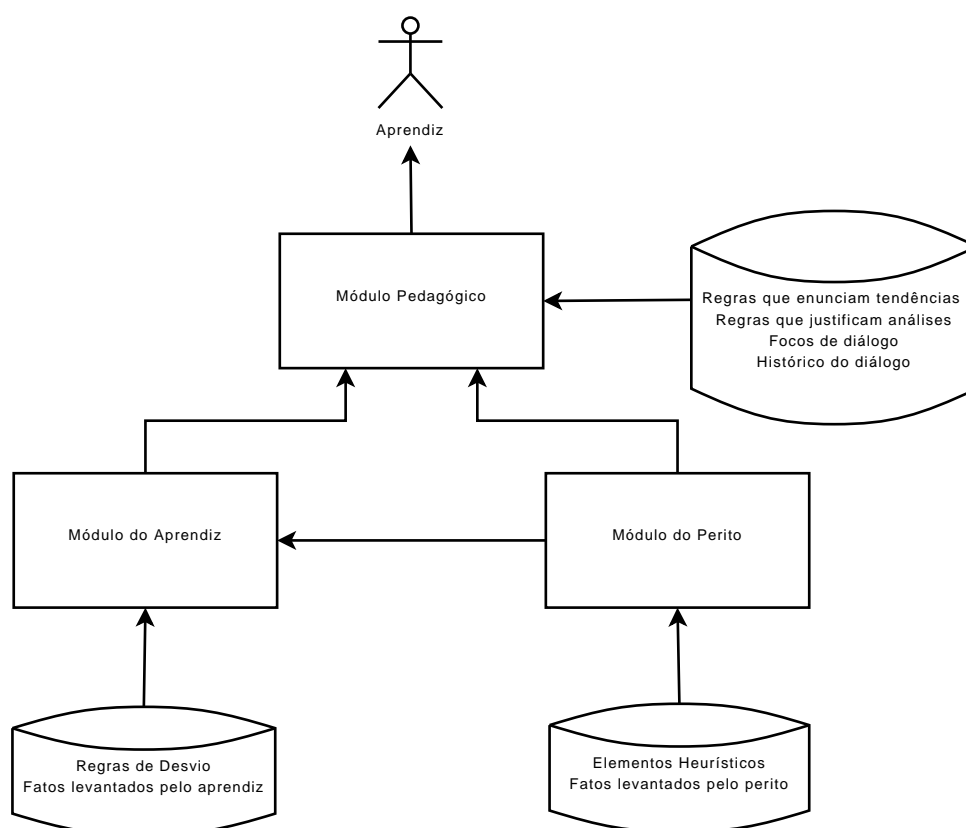 Aprendiz
Módulo Pedagógico
Regras que enunciam tendências
Regras que justificam análises
Focos de diálogo
Histórico do diálogo
Módulo do Aprendiz
Módulo do Perito
Regras de Desvio
Fatos levantados pelo aprendiz
Elementos Heurísticos
Fatos levantados pelo perito